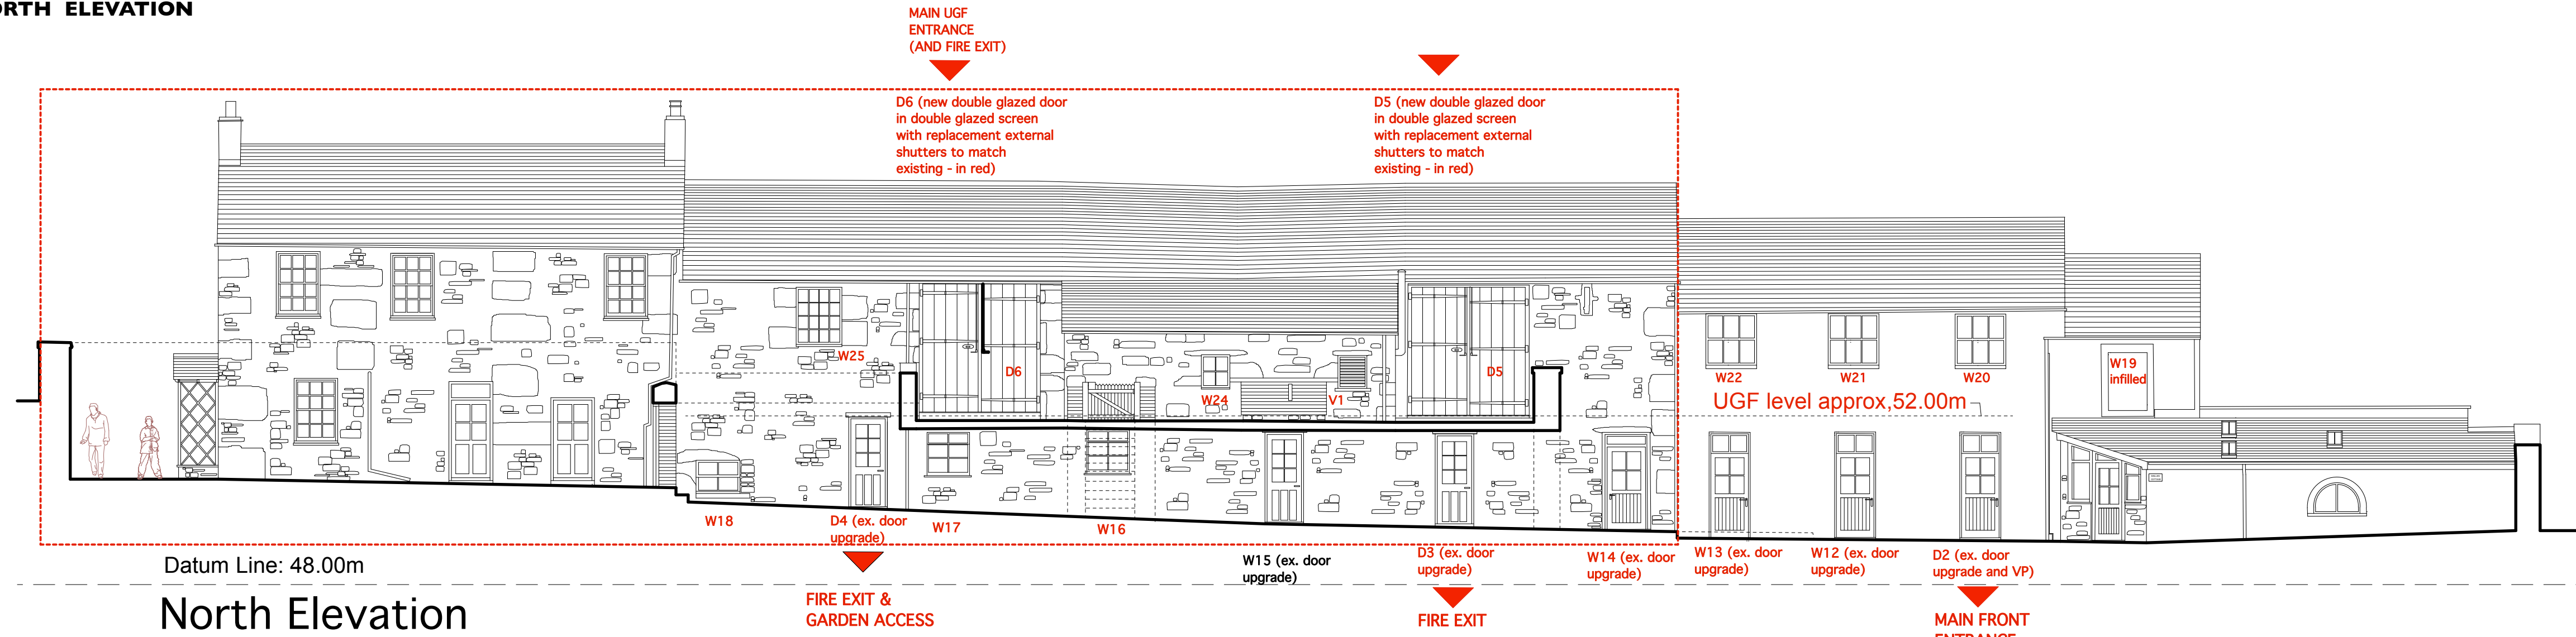 NORTH ELEVATION
MAIN UGF
ENTRANCE
(AND FIRE EXIT)
D6 (new double glazed door
in double glazed screen
with replacement external
shutters to match
existing - in red)
D5 (new double glazed door
in double glazed screen
with replacement external
shutters to match
existing - in red)
W25
D6
W24
V1
D5
W22
W21
W20
W19
infilled
UGF level approx,52.00m
W18
D4 (ex. door
upgrade)
W17
W16
W15 (ex. door
upgrade)
D3 (ex. door
upgrade)
W14 (ex. door
upgrade)
W13 (ex. door
upgrade)
W12 (ex. door
upgrade)
D2 (ex. door
upgrade and VP)
Datum Line: 48.00m
North Elevation
FIRE EXIT &
GARDEN ACCESS
FIRE EXIT
MAIN FRONT
ENTRANCE